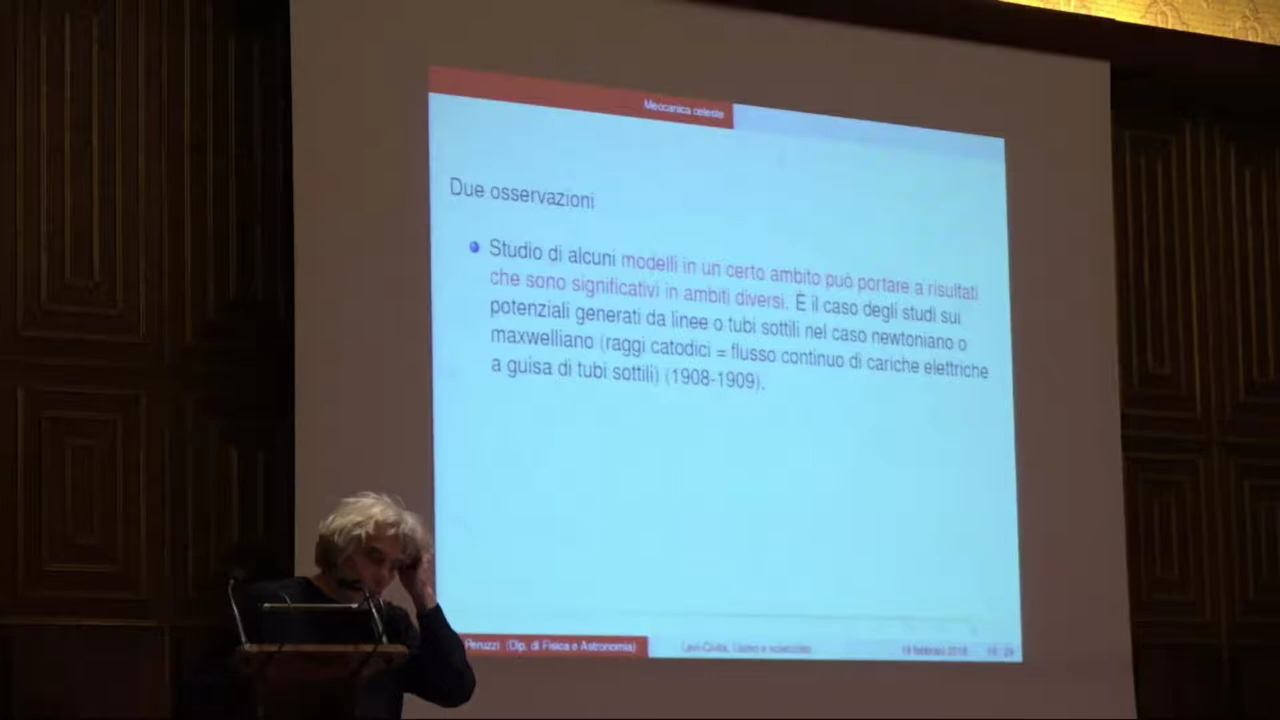 Meccanica celeste
Due osservazioni
Studio di alcuni modelli in un certo ambito può portare a risultati
che sono significativi in ambiti diversi. È il caso degli studi sui
potenziali generati da linee o tubi sottili nel caso newtoniano o
maxwelliano (raggi catodici = flusso continuo di cariche elettriche
a guisa di tubi sottili) (1908-1909).
Peruzzi (Dip. di Fisica e Astronomia)
Levi-Civita, Uomo e scienziato